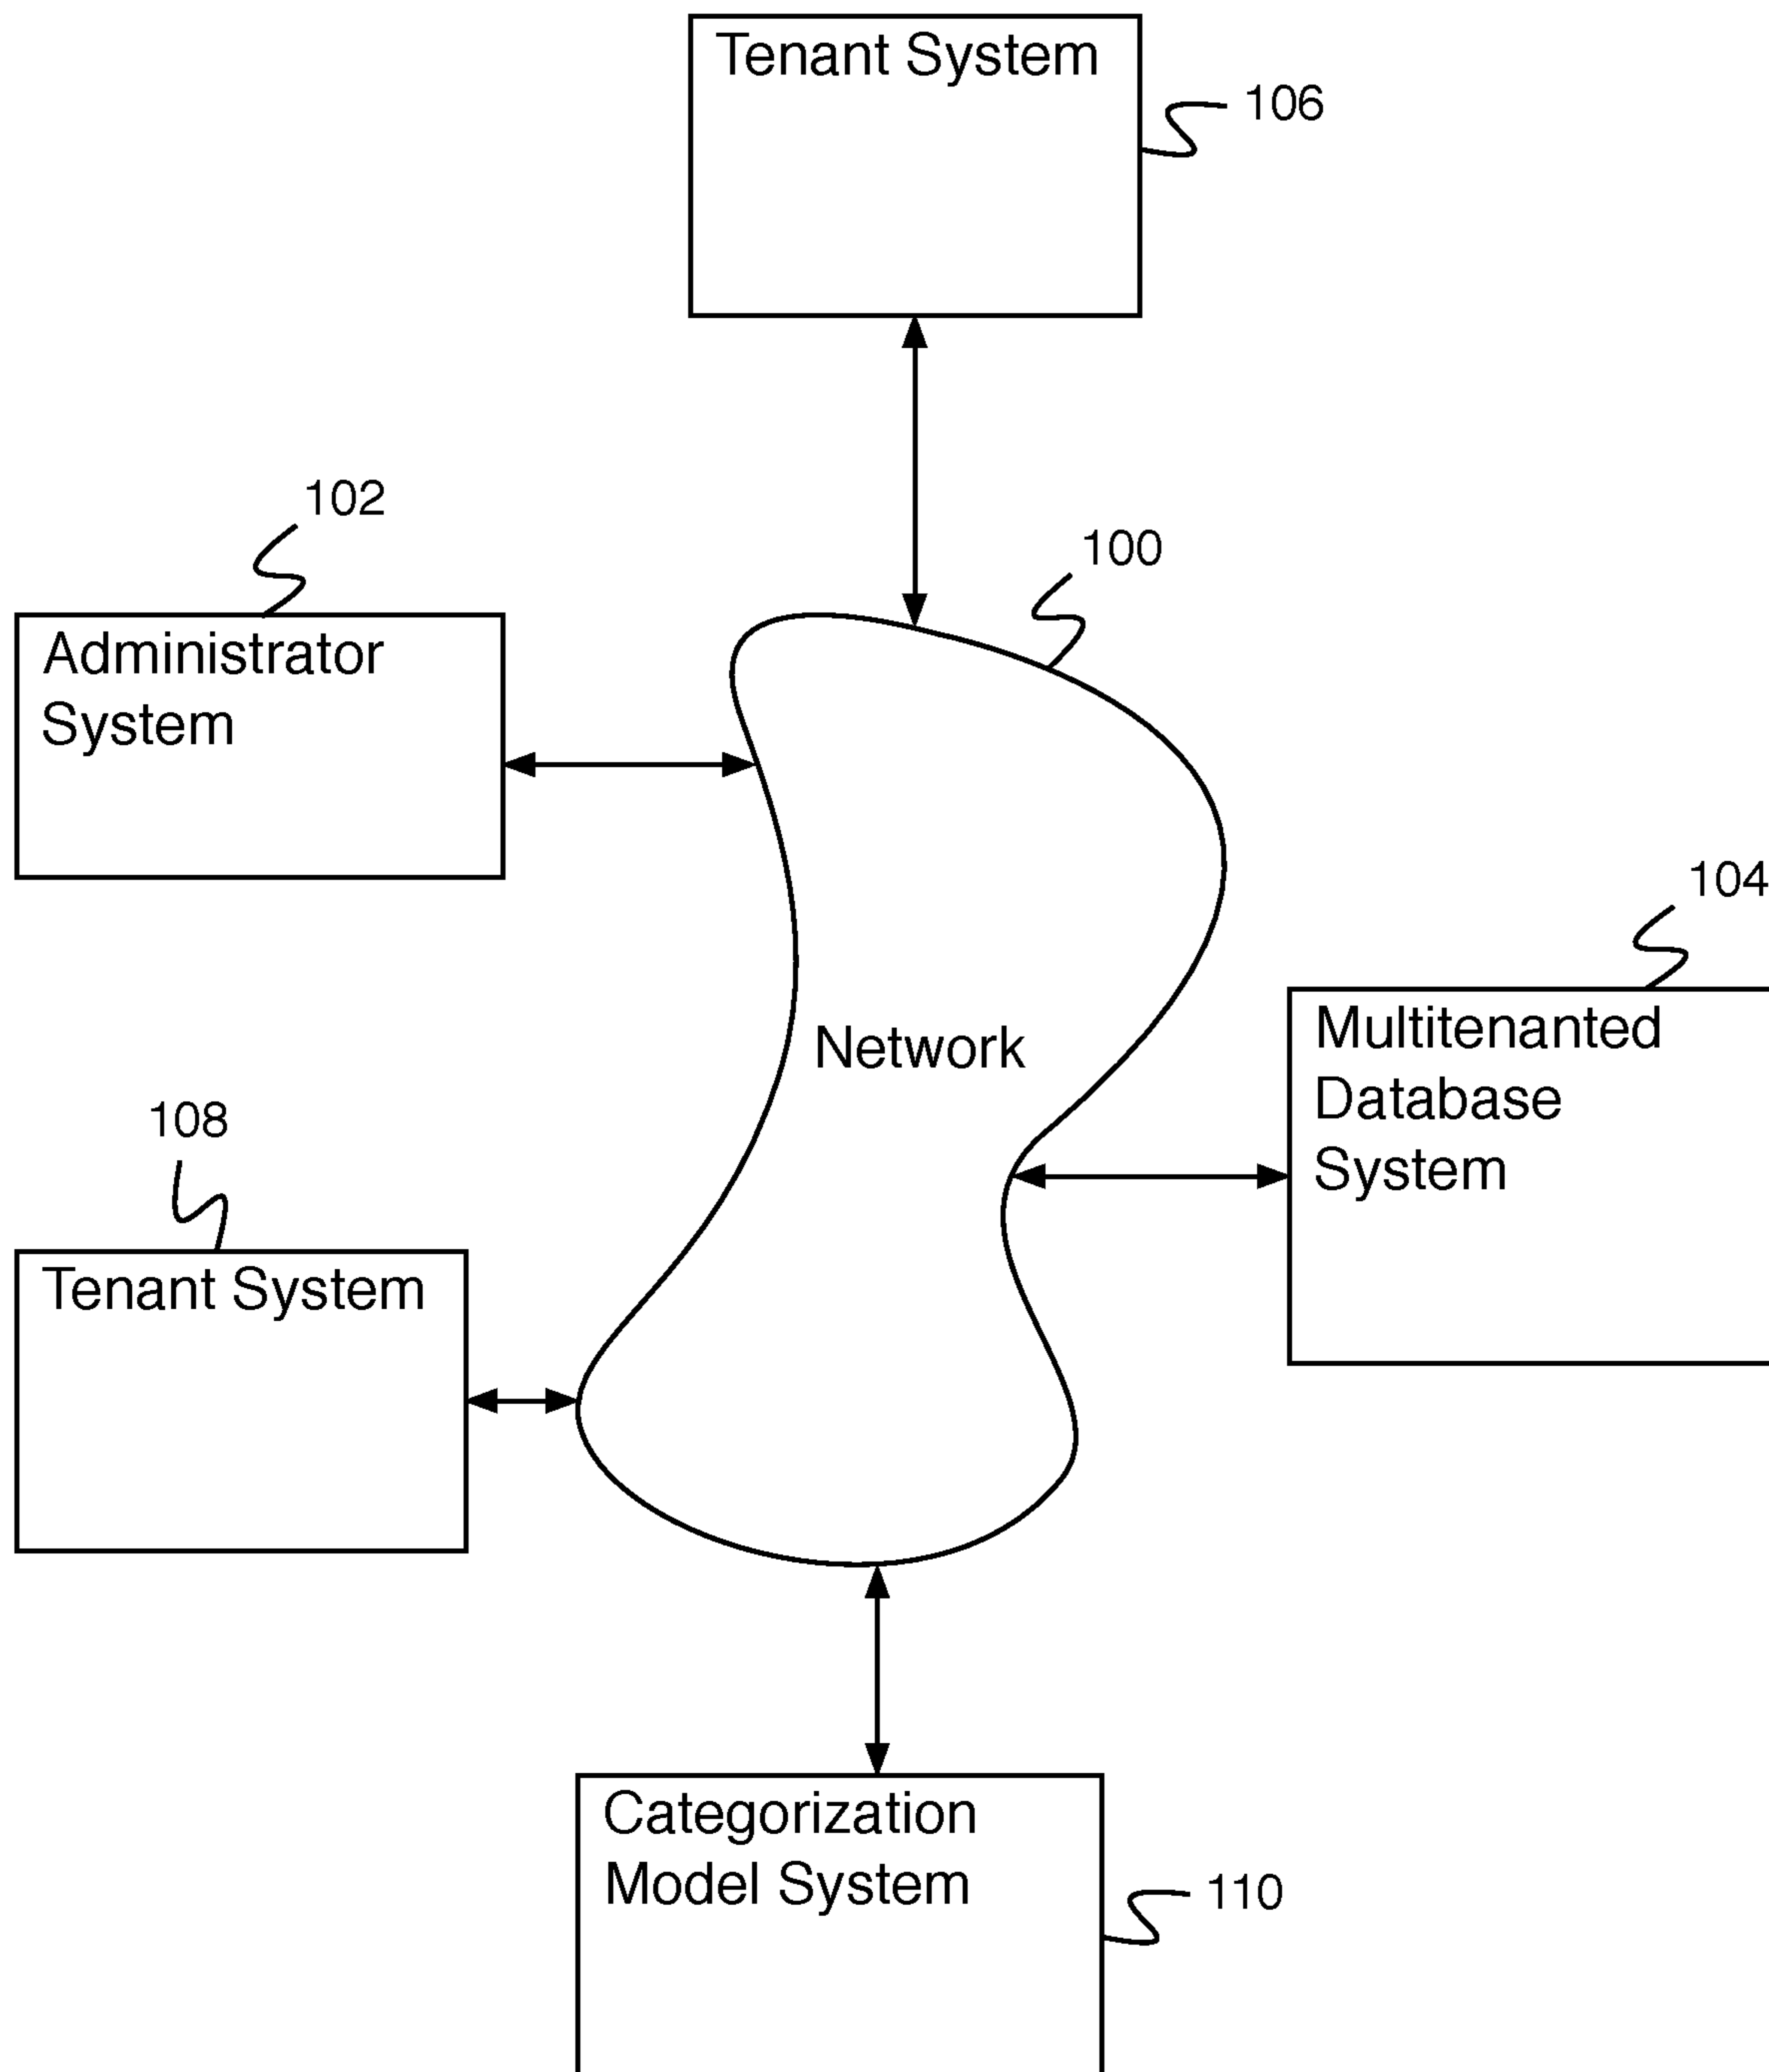 Tenant System
106
102
100
Administrator
System
104
Network
Multitenanted
Database
System
108
Tenant System
Categorization
Model System
110